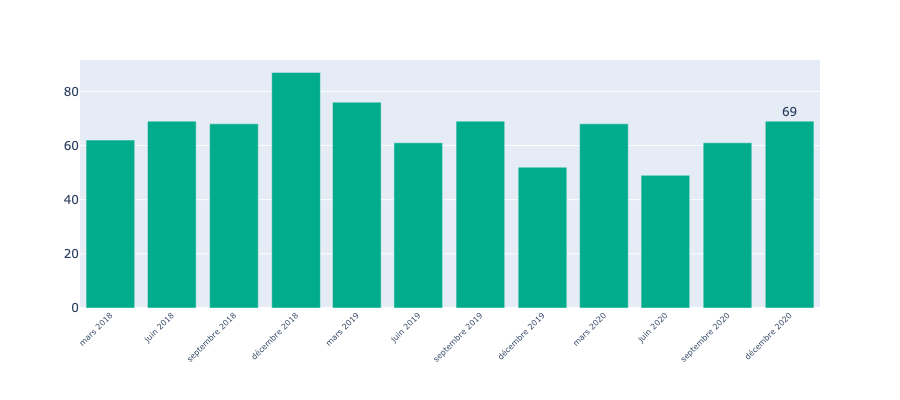 80
60
40
20
0
69
mars 2018
juin 2018
septembre 2018
décembre 2018
mars 2019
juin 2019
septembre 2019
décembre 2019
mars 2020
juin 2020
septembre 2020
décembre 2020